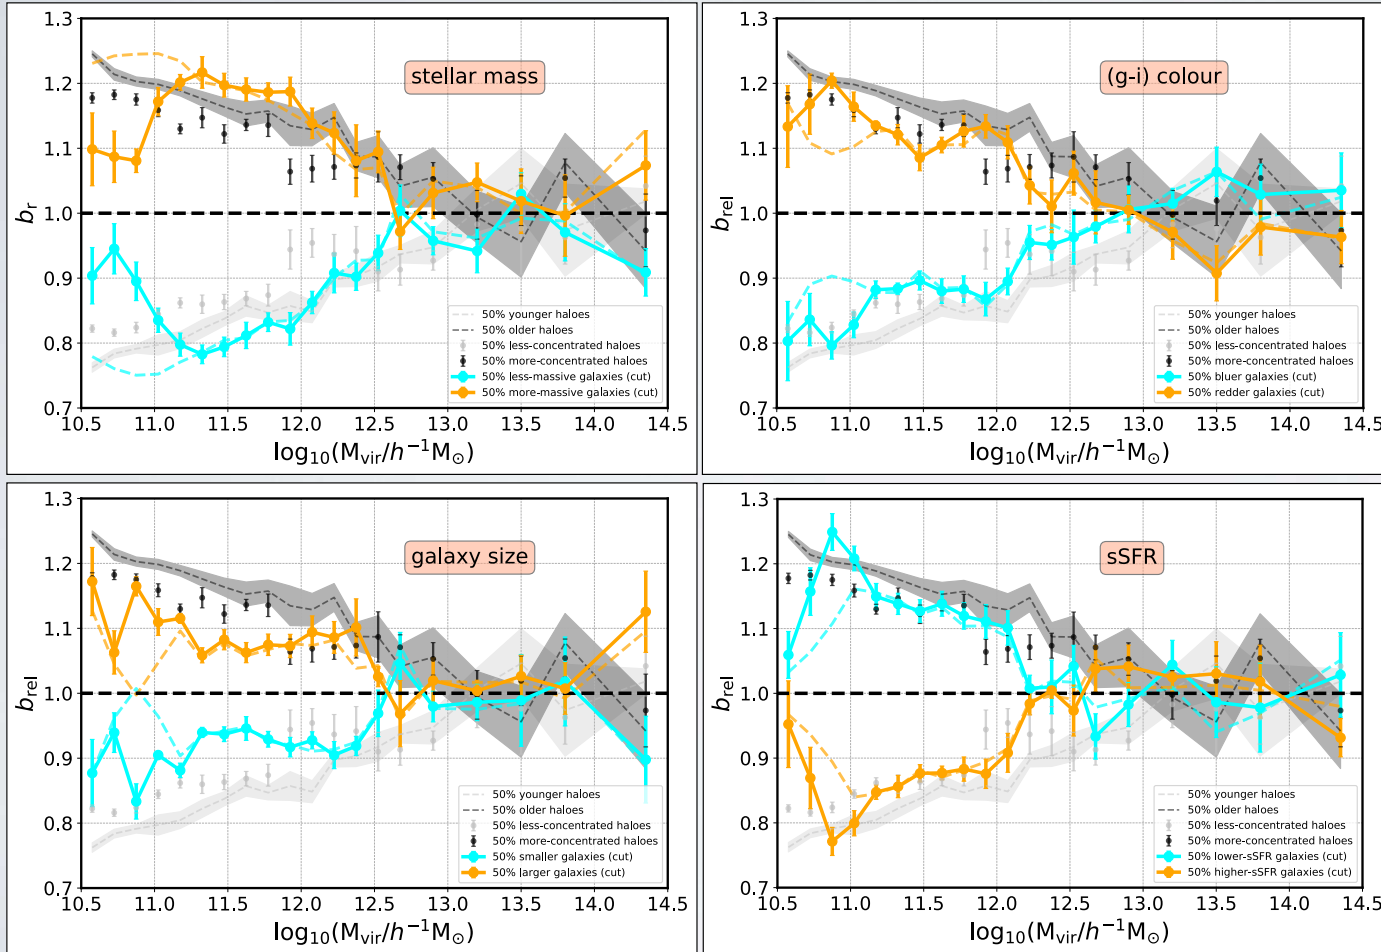 1.3
1.2
1.1
1.0
0.9
0.8
0.7
b_r
stellar mass
50% younger haloes
50% older haloes
50% less-concentrated haloes
50% more-concentrated haloes
50% less-massive galaxies (cut)
50% more-massive galaxies (cut)
10.5 11.0 11.5 12.0 12.5 13.0 13.5 14.0 14.5
log₁₀(M_vir/h⁻¹M_⊙)
1.3
1.2
1.1
1.0
0.9
0.8
0.7
b_rel
(g-i) colour
50% younger haloes
50% older haloes
50% less-concentrated haloes
50% more-concentrated haloes
50% bluer galaxies (cut)
50% redder galaxies (cut)
10.5 11.0 11.5 12.0 12.5 13.0 13.5 14.0 14.5
log₁₀(M_vir/h⁻¹M_⊙)
1.3
1.2
1.1
1.0
0.9
0.8
0.7
b_rel
galaxy size
50% younger haloes
50% older haloes
50% less-concentrated haloes
50% more-concentrated haloes
50% smaller galaxies (cut)
50% larger galaxies (cut)
10.5 11.0 11.5 12.0 12.5 13.0 13.5 14.0 14.5
log₁₀(M_vir/h⁻¹M_⊙)
1.3
1.2
1.1
1.0
0.9
0.8
0.7
b_rel
sSFR
50% younger haloes
50% older haloes
50% less-concentrated haloes
50% more-concentrated haloes
50% lower-sSFR galaxies (cut)
50% higher-sSFR galaxies (cut)
10.5 11.0 11.5 12.0 12.5 13.0 13.5 14.0 14.5
log₁₀(M_vir/h⁻¹M_⊙)